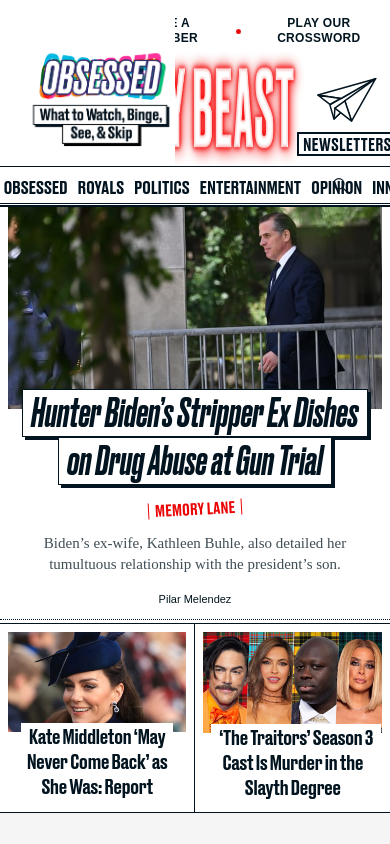 E A
BER
PLAY OUR
CROSSWORD
OBSESSED
What to Watch, Binge,
See, & Skip
Y BEAST
NEWSLETTERS
OBSESSED ROYALS POLITICS ENTERTAINMENT OPINION INN
Hunter Biden’s Stripper Ex Dishes
on Drug Abuse at Gun Trial
MEMORY LANE
Biden’s ex-wife, Kathleen Buhle, also detailed her
tumultuous relationship with the president’s son.
Pilar Melendez
Kate Middleton ‘May
Never Come Back’ as
She Was: Report
‘The Traitors’ Season 3
Cast Is Murder in the
Slayth Degree